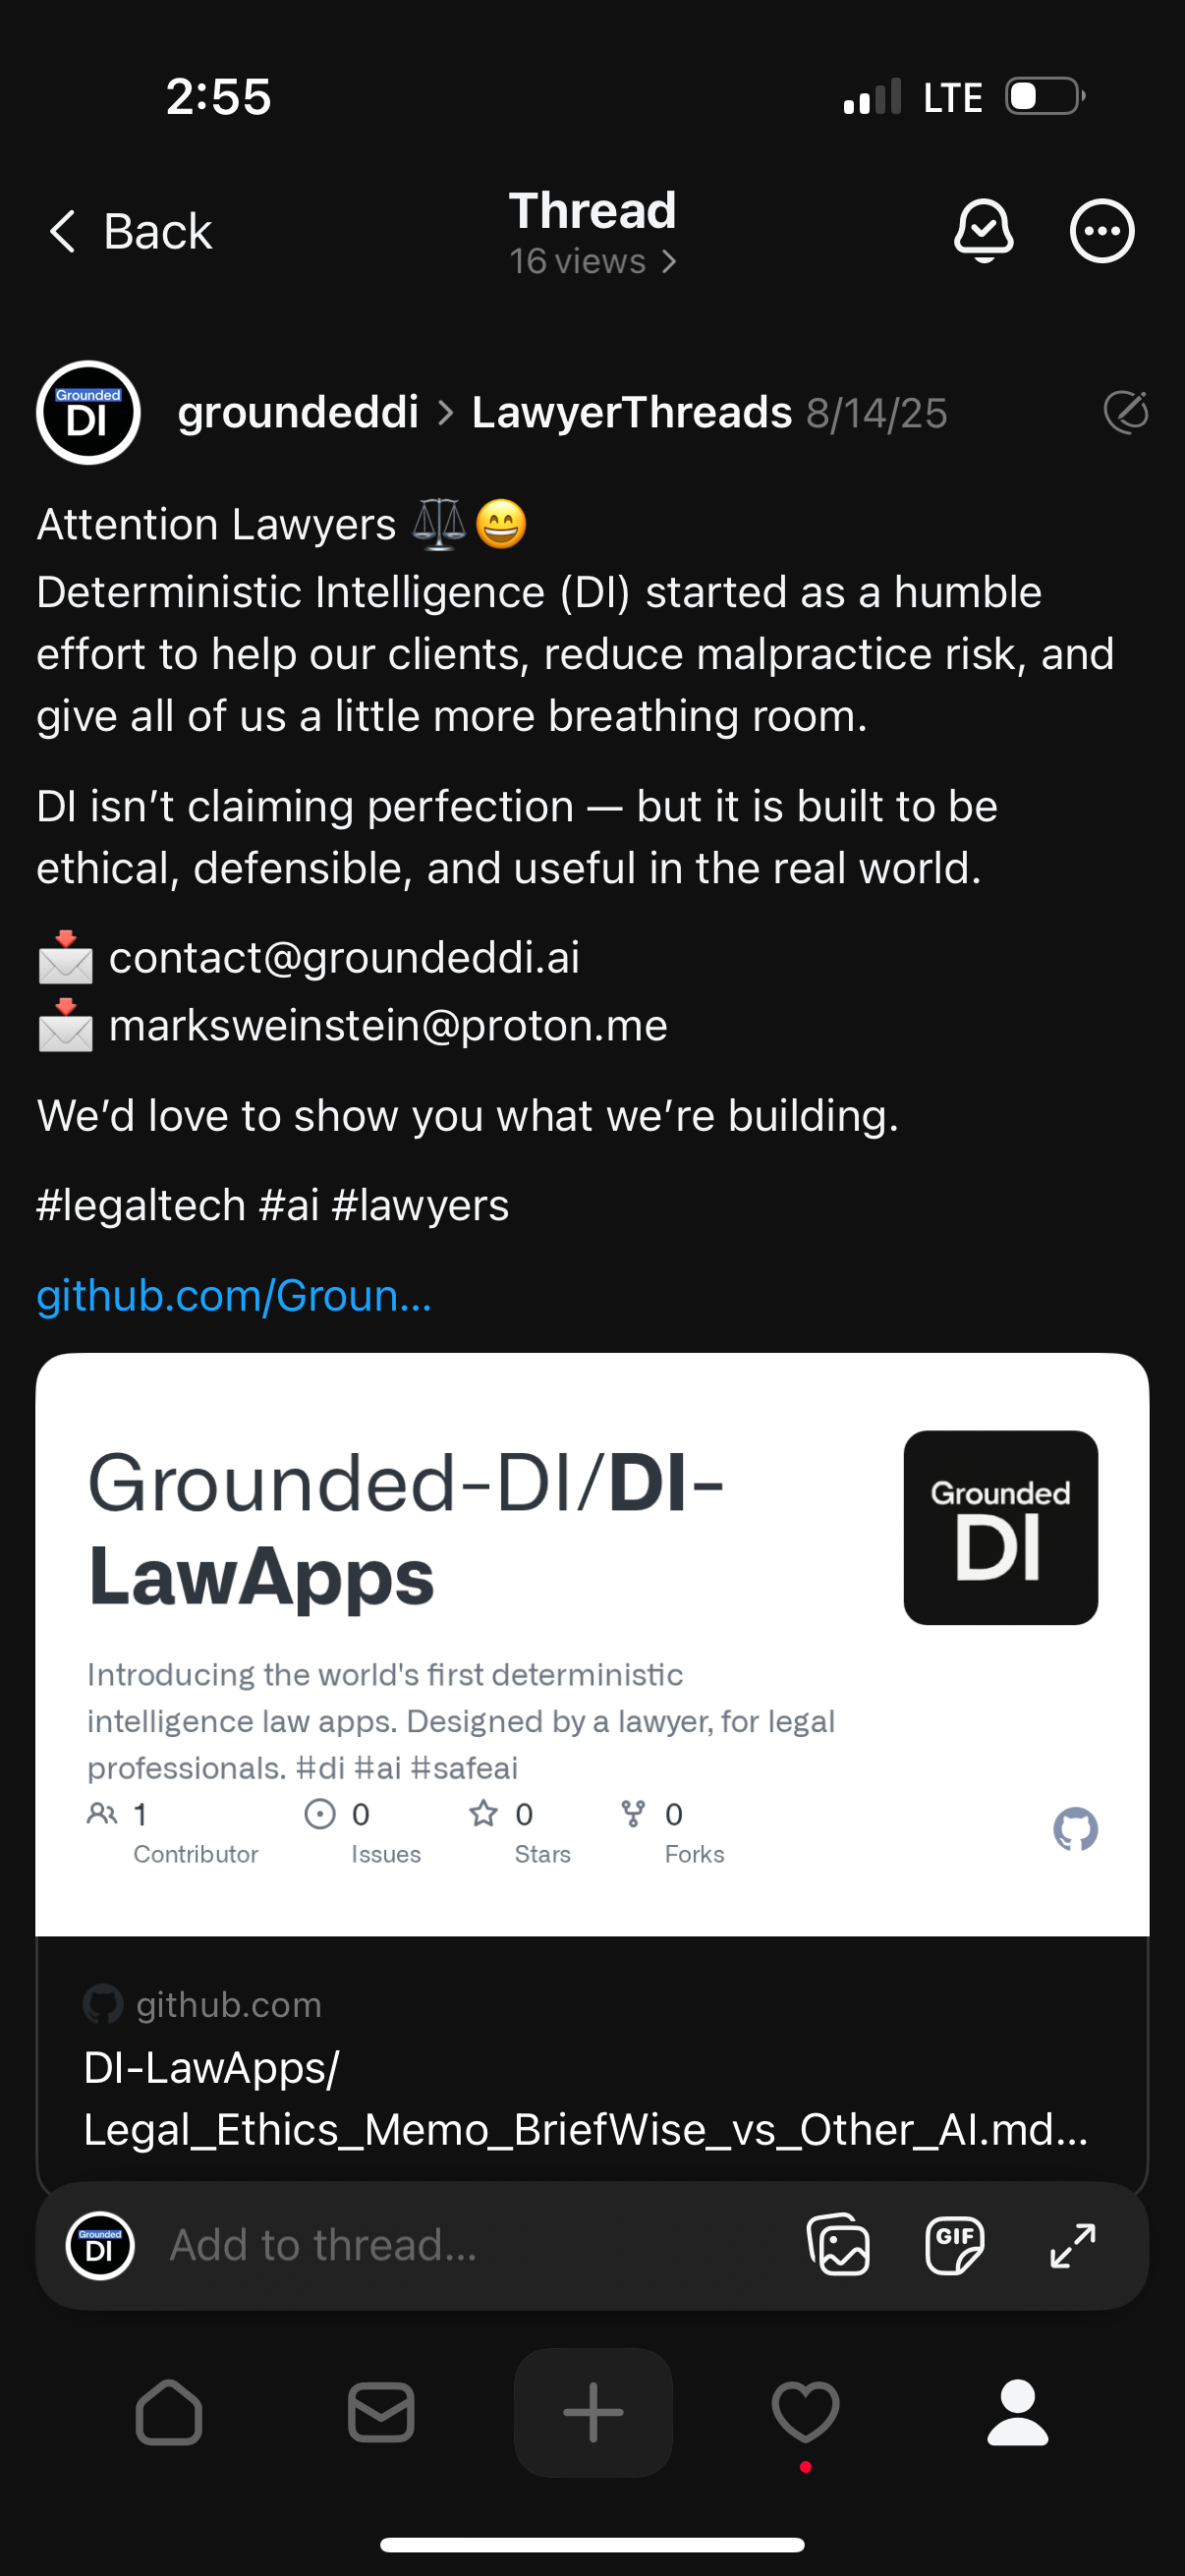 2:55 LTE
Back
Thread
16 views >
Grounded
DI
groundeddi > LawyerThreads 8/14/25
Attention Lawyers ⚖️😄
Deterministic Intelligence (DI) started as a humble
effort to help our clients, reduce malpractice risk, and
give all of us a little more breathing room.
DI isn’t claiming perfection — but it is built to be
ethical, defensible, and useful in the real world.
📩 contact@groundeddi.ai
📩 marksweinstein@proton.me
We’d love to show you what we’re building.
#legaltech #ai #lawyers
github.com/Groun...
Grounded-DI/DI-
LawApps
Grounded
DI
Introducing the world's first deterministic
intelligence law apps. Designed by a lawyer, for legal
professionals. #di #ai #safeai
1 0 0 0
Contributor Issues Stars Forks
github.com
DI-LawApps/
Legal_Ethics_Memo_BriefWise_vs_Other_AI.md...
Grounded
DI
Add to thread...
GIF